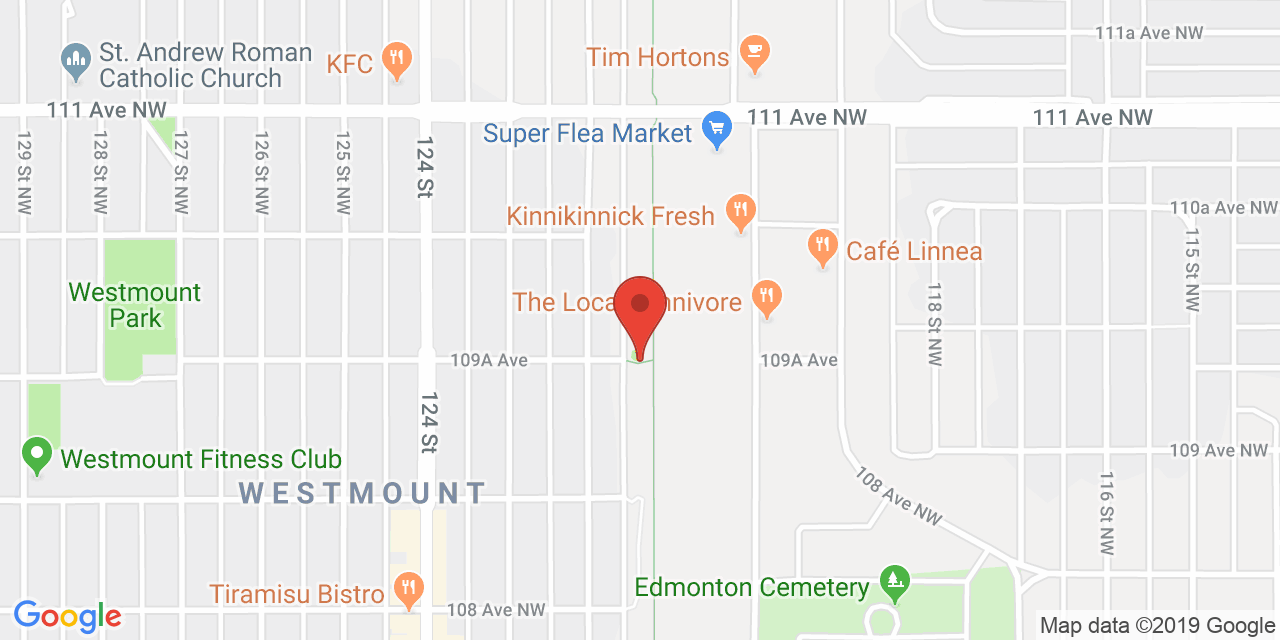 111a Ave NW
St. Andrew Roman
Catholic Church
KFC
Tim Hortons
111 Ave NW
111 Ave NW
111 Ave NW
Super Flea Market
129 St NW
128 St NW
127 St NW
126 St NW
125 St NW
124 St
Kinnikinnick Fresh
110a Ave NW
Café Linnea
115 St NW
Westmount
Park
The Loca
nnivore
118 St NW
109A Ave
109A Ave
124 St
Westmount Fitness Club
109 Ave NW
WESTMOUNT
108 Ave NW
116 St NW
Tiramisu Bistro
Edmonton Cemetery
108 Ave NW
Google
Map data ©2019 Google